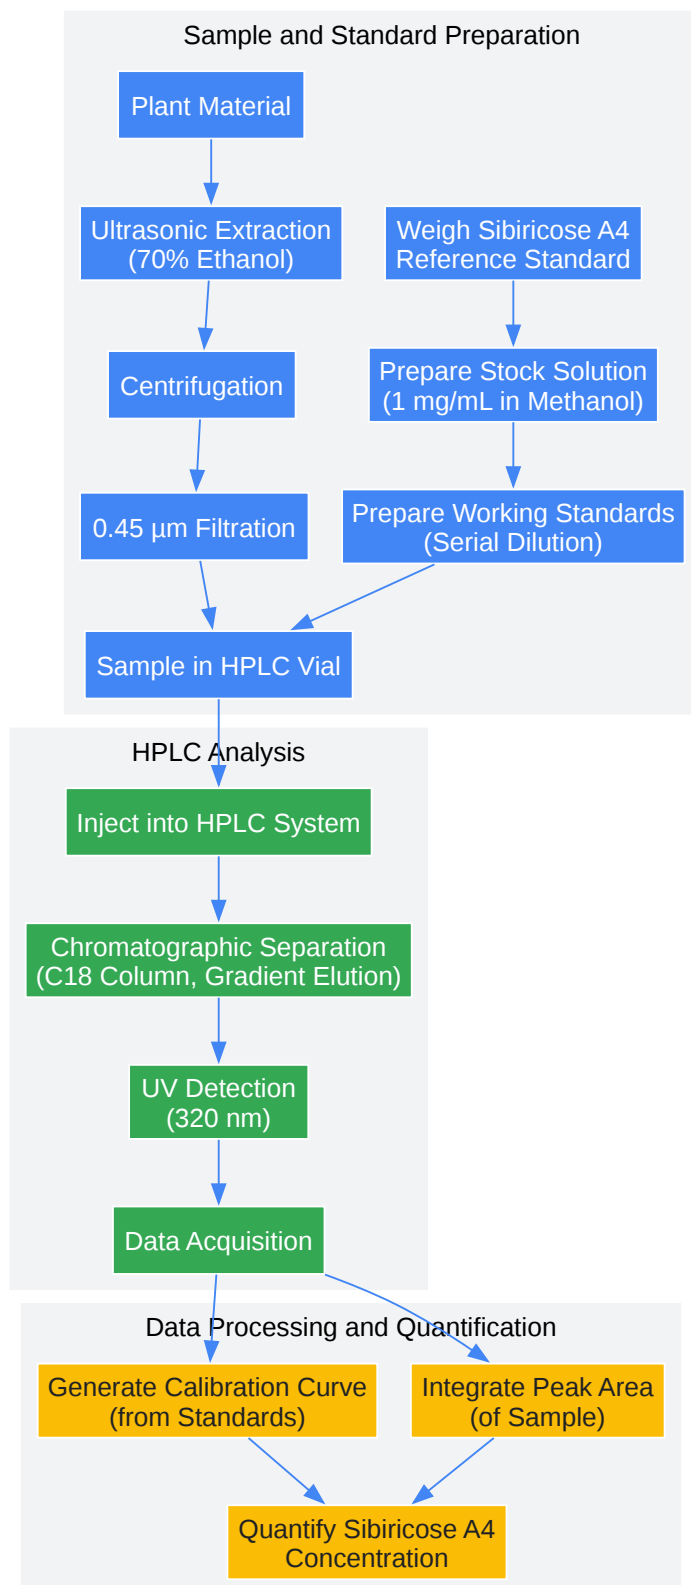 Sample and Standard Preparation
Plant Material
Ultrasonic Extraction
(70% Ethanol)
Weigh Sibiricose A4
Reference Standard
Centrifugation
Prepare Stock Solution
(1 mg/mL in Methanol)
0.45 µm Filtration
Prepare Working Standards
(Serial Dilution)
Sample in HPLC Vial
HPLC Analysis
Inject into HPLC System
Chromatographic Separation
(C18 Column, Gradient Elution)
UV Detection
(320 nm)
Data Acquisition
Data Processing and Quantification
Generate Calibration Curve
(from Standards)
Integrate Peak Area
(of Sample)
Quantify Sibiricose A4
Concentration